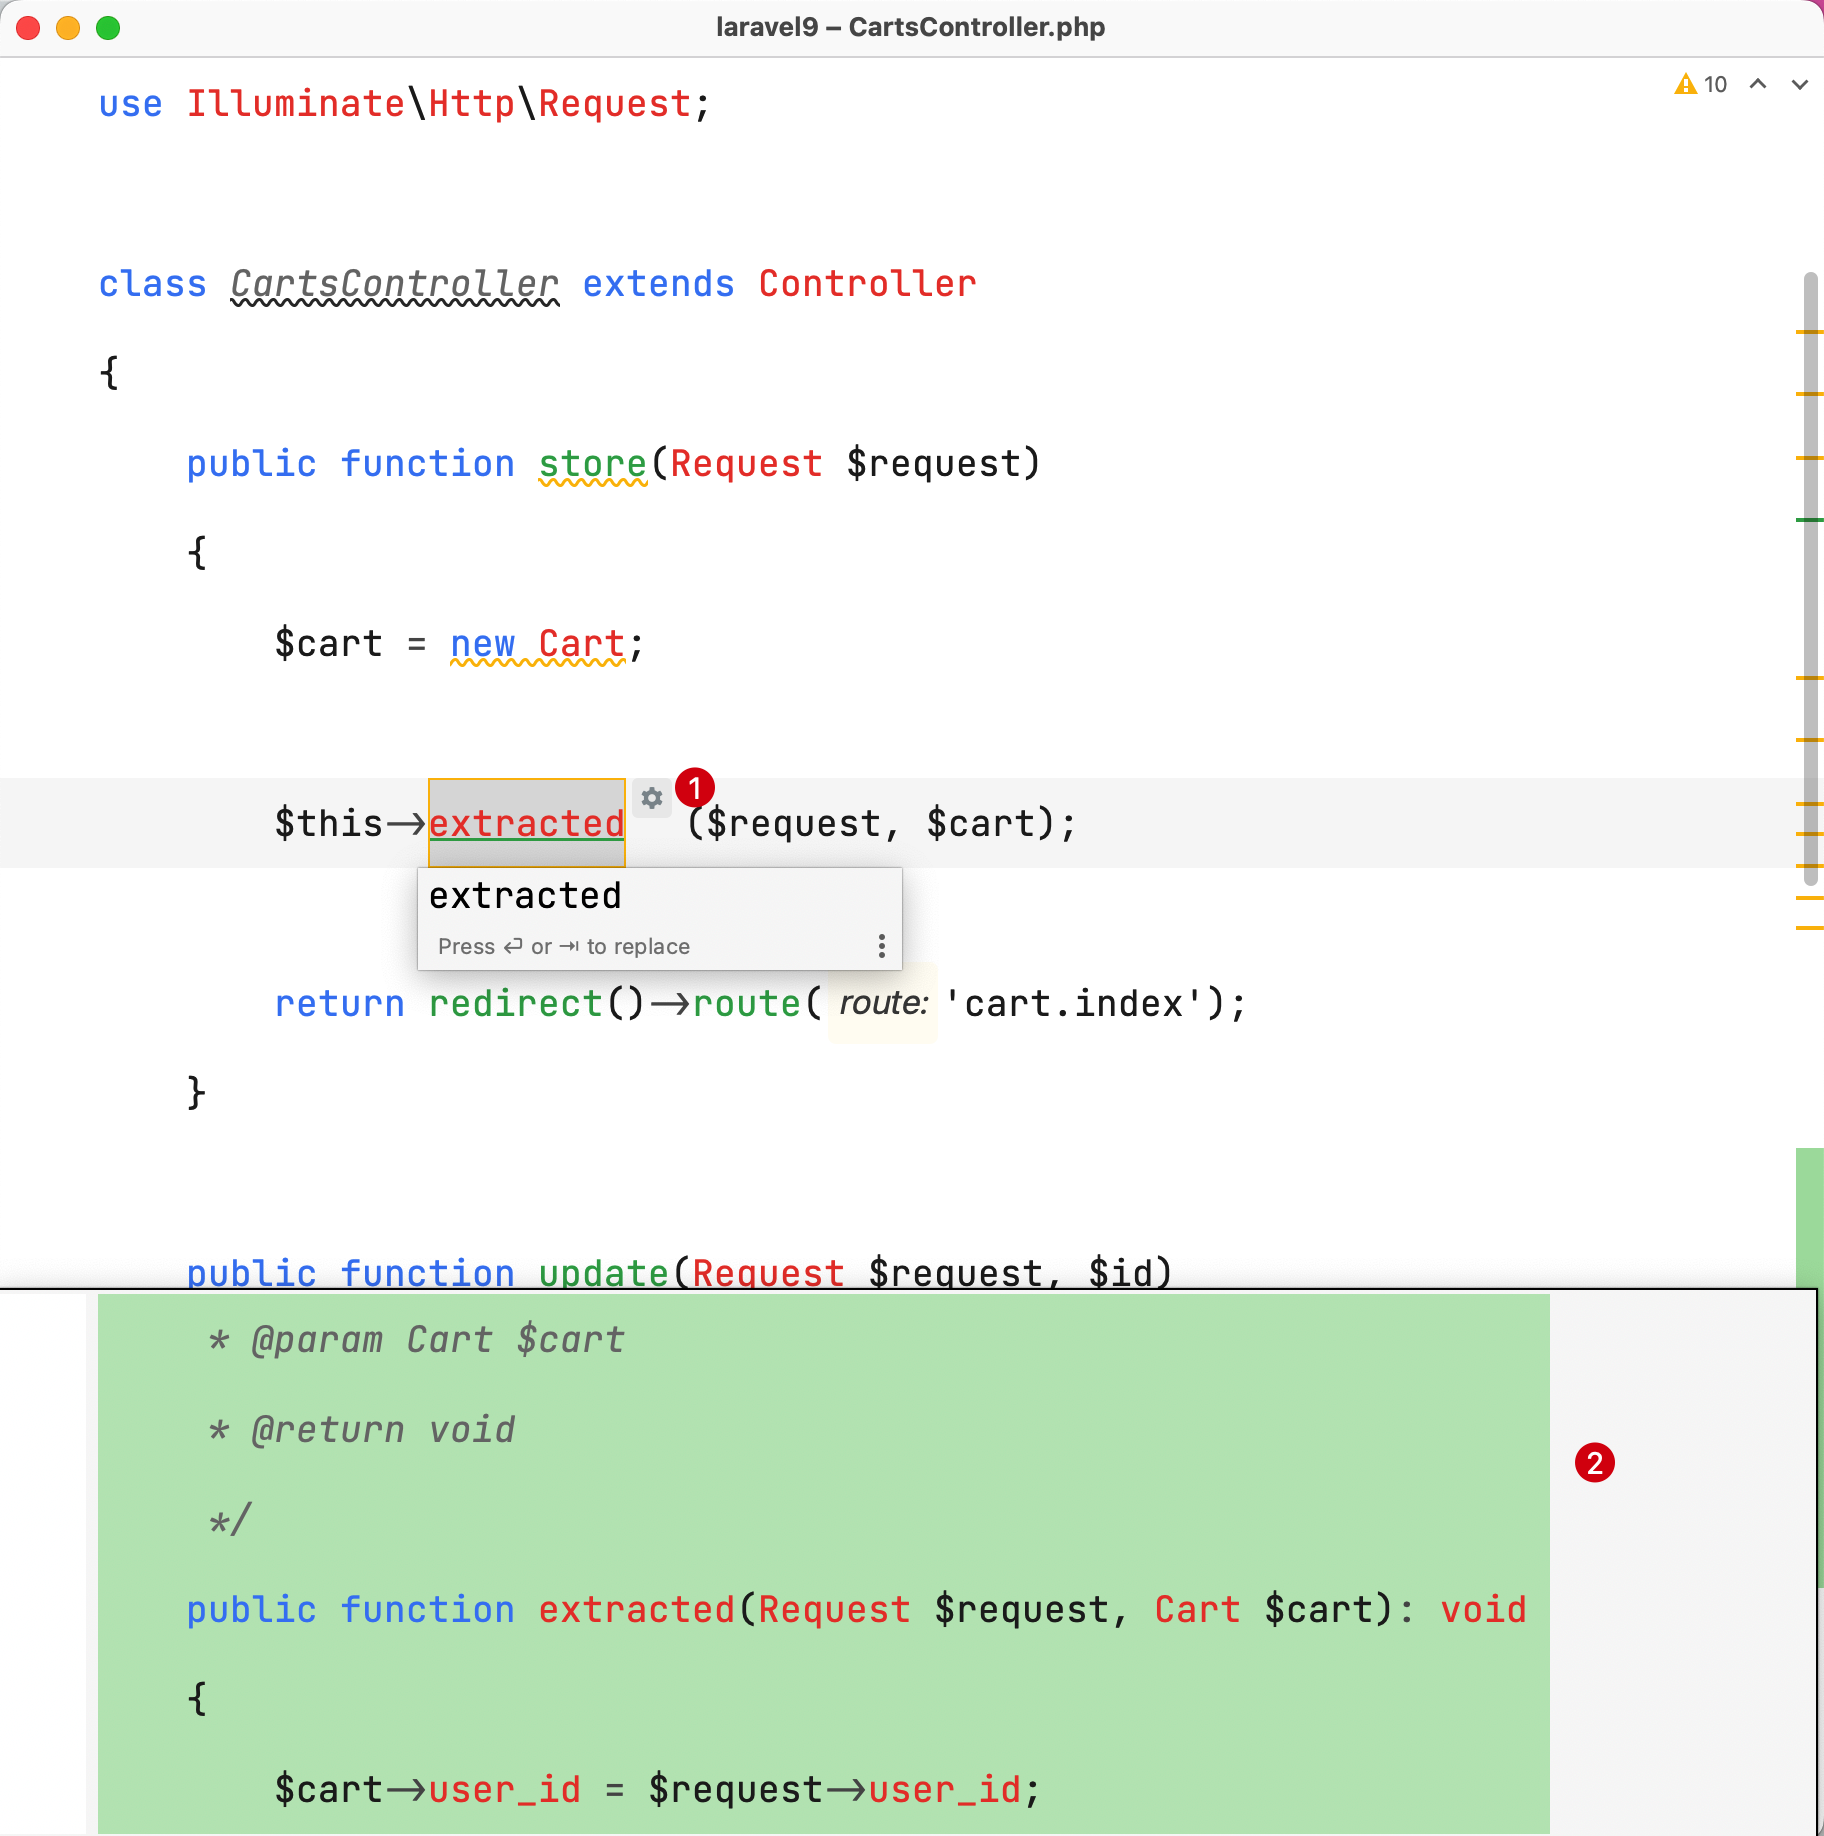 laravel9 – CartsController.php
10
use Illuminate\Http\Request;
class CartsController extends Controller
{
public function store(Request $request)
{
$cart = new Cart;
1
$this->extracted ($request, $cart);
extracted
Press ↩ or ⇥ to replace
return redirect()->route( route: 'cart.index');
}
public function update(Request $request, $id)
* @param Cart $cart
* @return void
2
*/
public function extracted(Request $request, Cart $cart): void
{
$cart->user_id = $request->user_id;